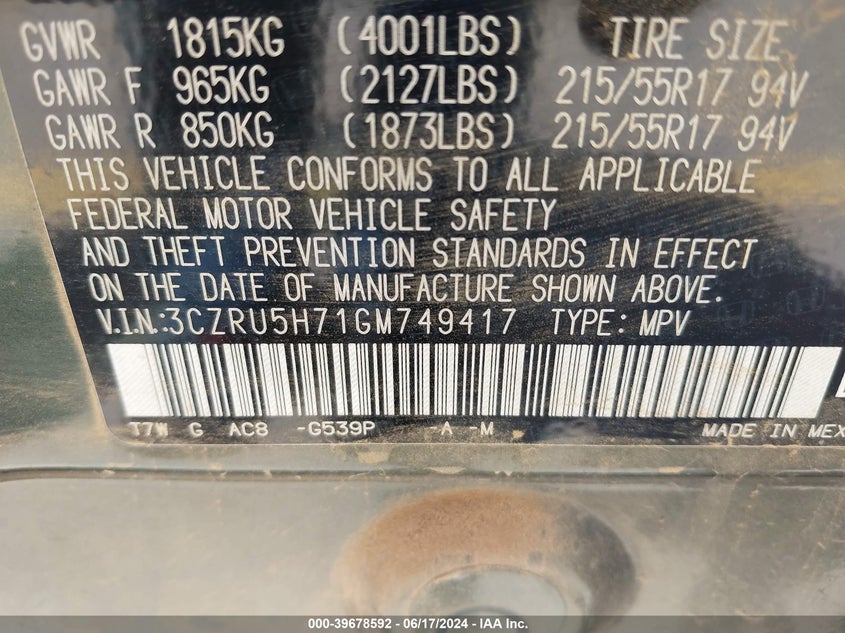 GVWR 1815KG (4001LBS) TIRE SIZE
GAWR F 965KG (2127LBS) 215/55R17 94V
GAWR R 850KG (1873LBS) 215/55R17 94V
THIS VEHICLE CONFORMS TO ALL APPLICABLE
FEDERAL MOTOR VEHICLE SAFETY
AND THEFT PREVENTION STANDARDS IN EFFECT
ON THE DATE OF MANUFACTURE SHOWN ABOVE.
V.I.N.:3CZRU5H71GM749417 TYPE: MPV
T7W G AC8 -G539P -A -M MADE IN MEX
000-39678592 - 06/17/2024 - IAAI.com